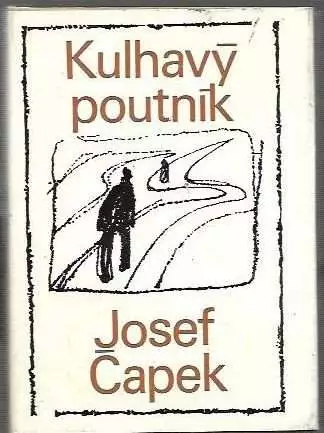 Kulhavý
poutník
Josef
Čapek